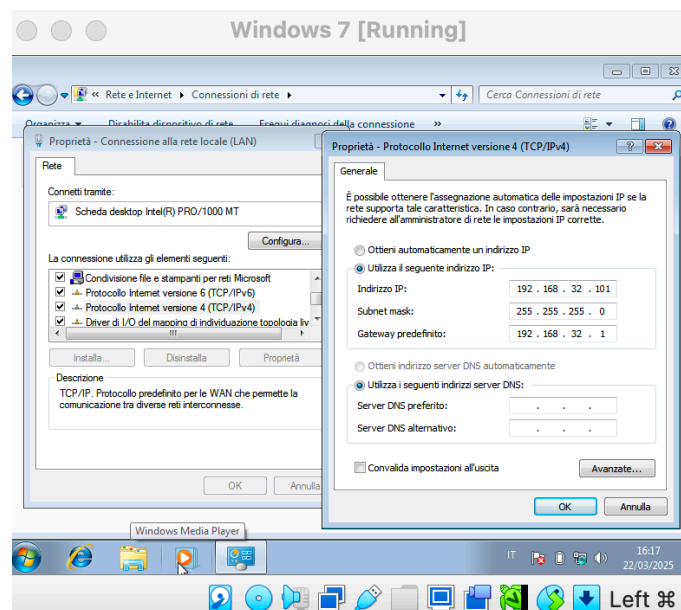 Windows 7 [Running]
« Rete e Internet ▸ Connessioni di rete ▸
Cerca Connessioni di rete
Organizza Disabilita dispositivo di rete Esegui diagnosi della connessione »
Proprietà - Connessione alla rete locale (LAN)
Rete
Connetti tramite:
Scheda desktop Intel(R) PRO/1000 MT
Configura...
La connessione utilizza gli elementi seguenti:
Condivisione file e stampanti per reti Microsoft
Protocollo Internet versione 6 (TCP/IPv6)
Protocollo Internet versione 4 (TCP/IPv4)
Driver di I/O del mapping di individuazione topologia liv
Installa...
Disinstalla
Proprietà
Descrizione
TCP/IP. Protocollo predefinito per le WAN che permette la
comunicazione tra diverse reti interconnesse.
OK
Annulla
Proprietà - Protocollo Internet versione 4 (TCP/IPv4)
Generale
È possibile ottenere l'assegnazione automatica delle impostazioni IP se la
rete supporta tale caratteristica. In caso contrario, sarà necessario
richiedere all'amministratore di rete le impostazioni IP corrette.
Ottieni automaticamente un indirizzo IP
Utilizza il seguente indirizzo IP:
Indirizzo IP: 192 . 168 . 32 . 101
Subnet mask: 255 . 255 . 255 . 0
Gateway predefinito: 192 . 168 . 32 . 1
Ottieni indirizzo server DNS automaticamente
Utilizza i seguenti indirizzi server DNS:
Server DNS preferito: . . .
Server DNS alternativo: . . .
Convalida impostazioni all'uscita
Avanzate...
OK
Annulla
Windows Media Player
IT
16:17
22/03/2025
Left ⌘